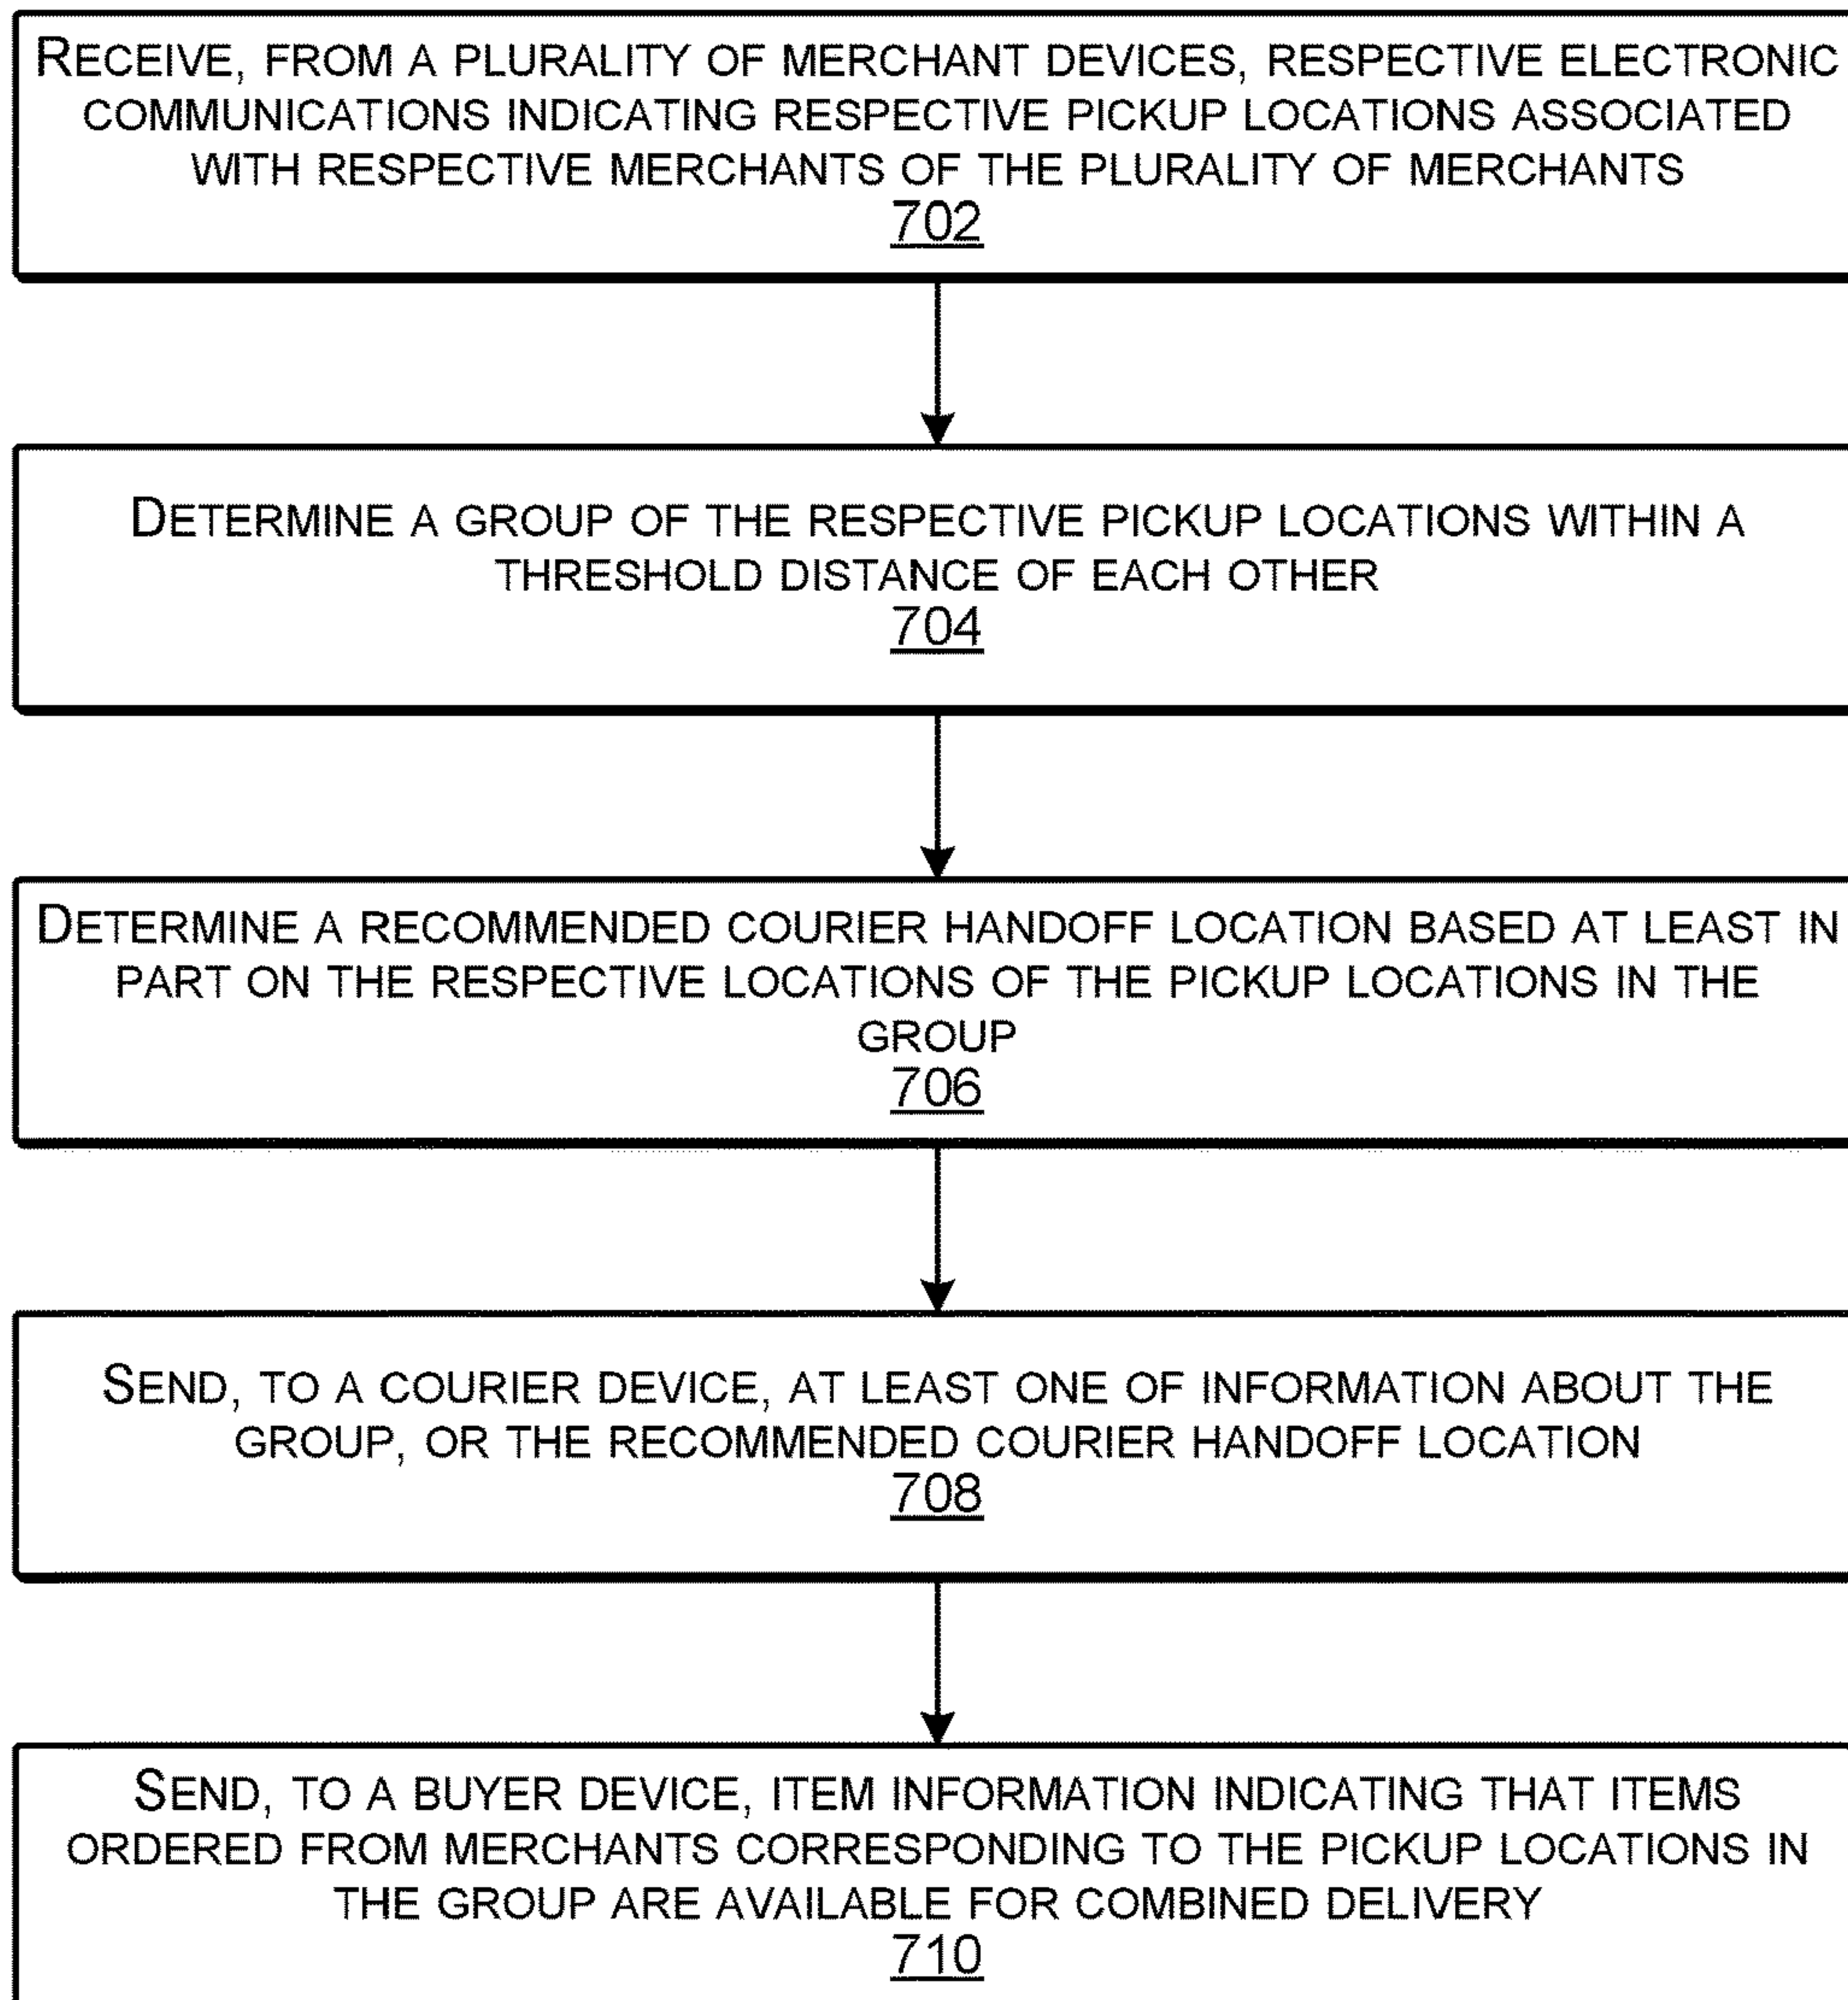 RECEIVE, FROM A PLURALITY OF MERCHANT DEVICES, RESPECTIVE ELECTRONIC
COMMUNICATIONS INDICATING RESPECTIVE PICKUP LOCATIONS ASSOCIATED
WITH RESPECTIVE MERCHANTS OF THE PLURALITY OF MERCHANTS
702
DETERMINE A GROUP OF THE RESPECTIVE PICKUP LOCATIONS WITHIN A
THRESHOLD DISTANCE OF EACH OTHER
704
DETERMINE A RECOMMENDED COURIER HANDOFF LOCATION BASED AT LEAST IN
PART ON THE RESPECTIVE LOCATIONS OF THE PICKUP LOCATIONS IN THE
GROUP
706
SEND, TO A COURIER DEVICE, AT LEAST ONE OF INFORMATION ABOUT THE
GROUP, OR THE RECOMMENDED COURIER HANDOFF LOCATION
708
SEND, TO A BUYER DEVICE, ITEM INFORMATION INDICATING THAT ITEMS
ORDERED FROM MERCHANTS CORRESPONDING TO THE PICKUP LOCATIONS IN
THE GROUP ARE AVAILABLE FOR COMBINED DELIVERY
710